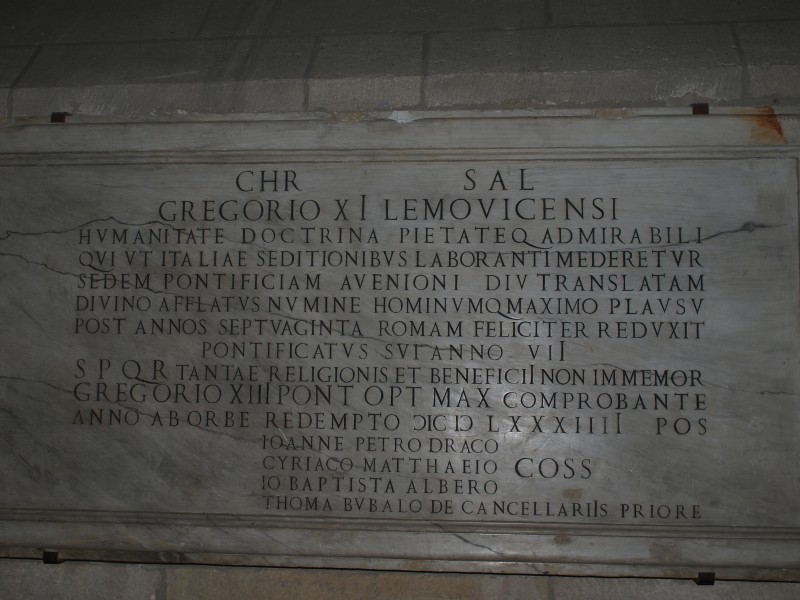 CHR SAL
GREGORIO XI LEMOVICENSI
HVMANITATE DOCTRINA PIETATEQ ADMIRABILI
QVI VT ITALIAE SEDITIONIBVS LABORANTI MEDERETVR
SEDEM PONTIFICIAM AVENIONI DIV TRANSLATAM
DIVINO AFFLATVS NVMINE HOMINVMQ MAXIMO PLAVSV
POST ANNOS SEPTVAGINTA ROMAM FELICITER REDVXIT
PONTIFICATVS SVI ANNO VII
S P Q R TANTAE RELIGIONIS ET BENEFICII NON IMMEMOR
GREGORIO XIII PONT OPT MAX COMPROBANTE
ANNO AB ORBE REDEMPTO CIↃ IↃ LXXXIIII POS
IOANNE PETRO DRACO
CYRIACO MATTHAEIO COSS
IO BAPTISTA ALBERO
THOMA BVBALO DE CANCELLARIIS PRIORE